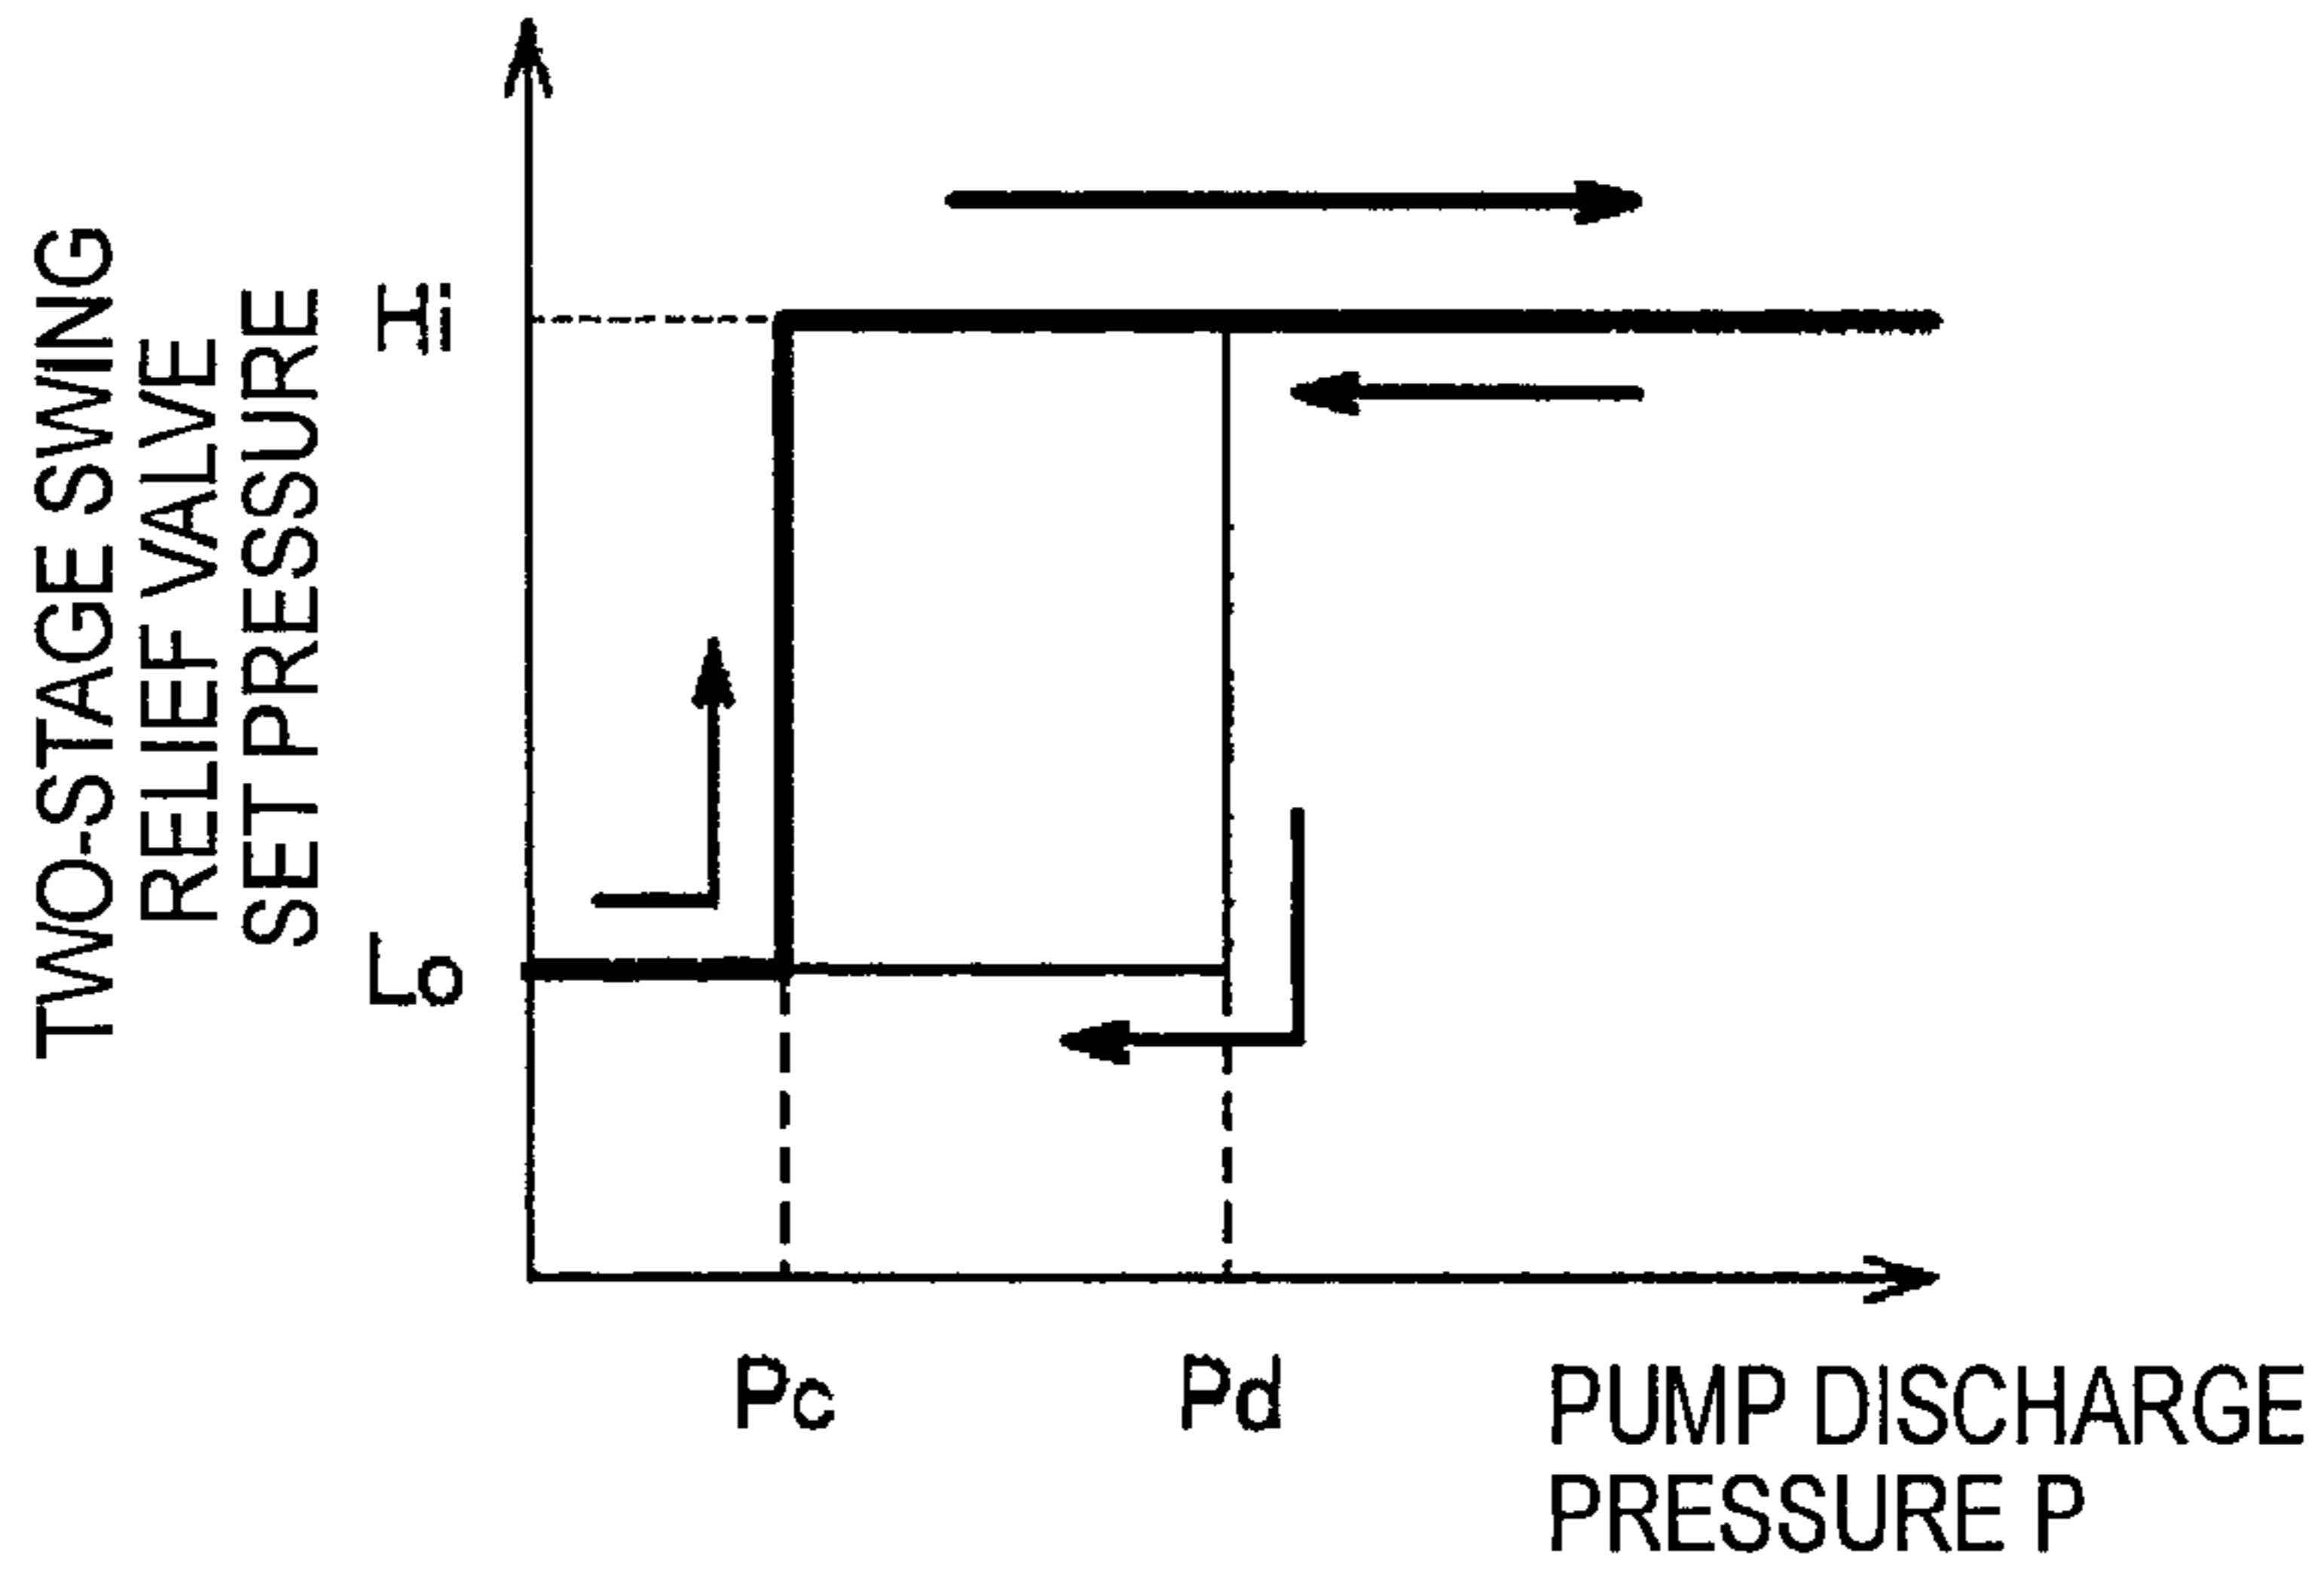 TWO-STAGE SWING
RELIEF VALVE
SET PRESSURE
Hi
Lo
Pc
Pd
PUMP DISCHARGE
PRESSURE P